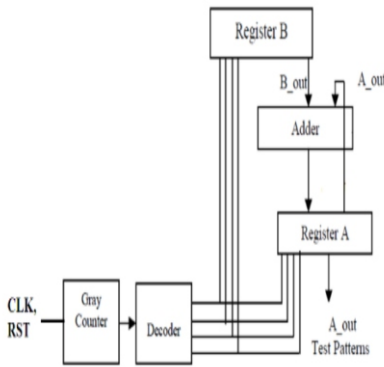 Register B
B_out
A_out
Adder
Register A
CLK,
RST
Gray
Counter
Decoder
A_out
Test Patterns